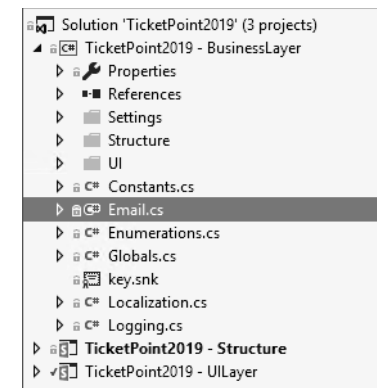 Solution 'TicketPoint2019' (3 projects)
C# TicketPoint2019 - BusinessLayer
Properties
References
Settings
Structure
UI
C# Constants.cs
C# Email.cs
C# Enumerations.cs
C# Globals.cs
key.snk
C# Localization.cs
C# Logging.cs
S TicketPoint2019 - Structure
S TicketPoint2019 - UILayer